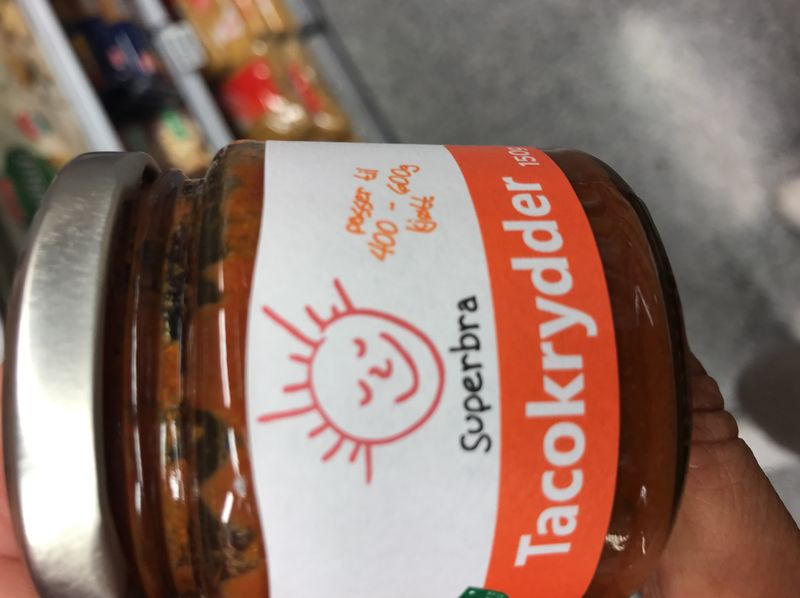 passer til
400 - 600g
kjøtt
Superbra
Tacokrydder 150g